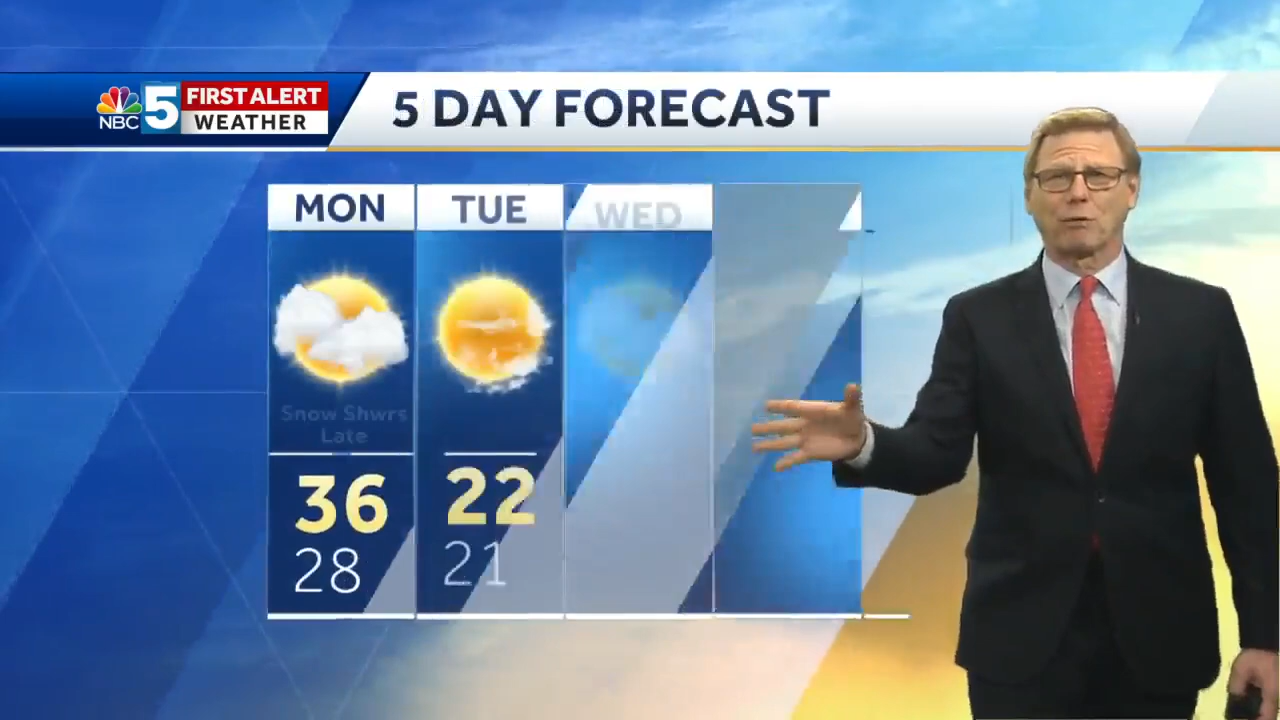 NBC 5 FIRST ALERT
WEATHER
5 DAY FORECAST
MON
TUE
WED
Snow Shwrs
Late
36
22
28
21